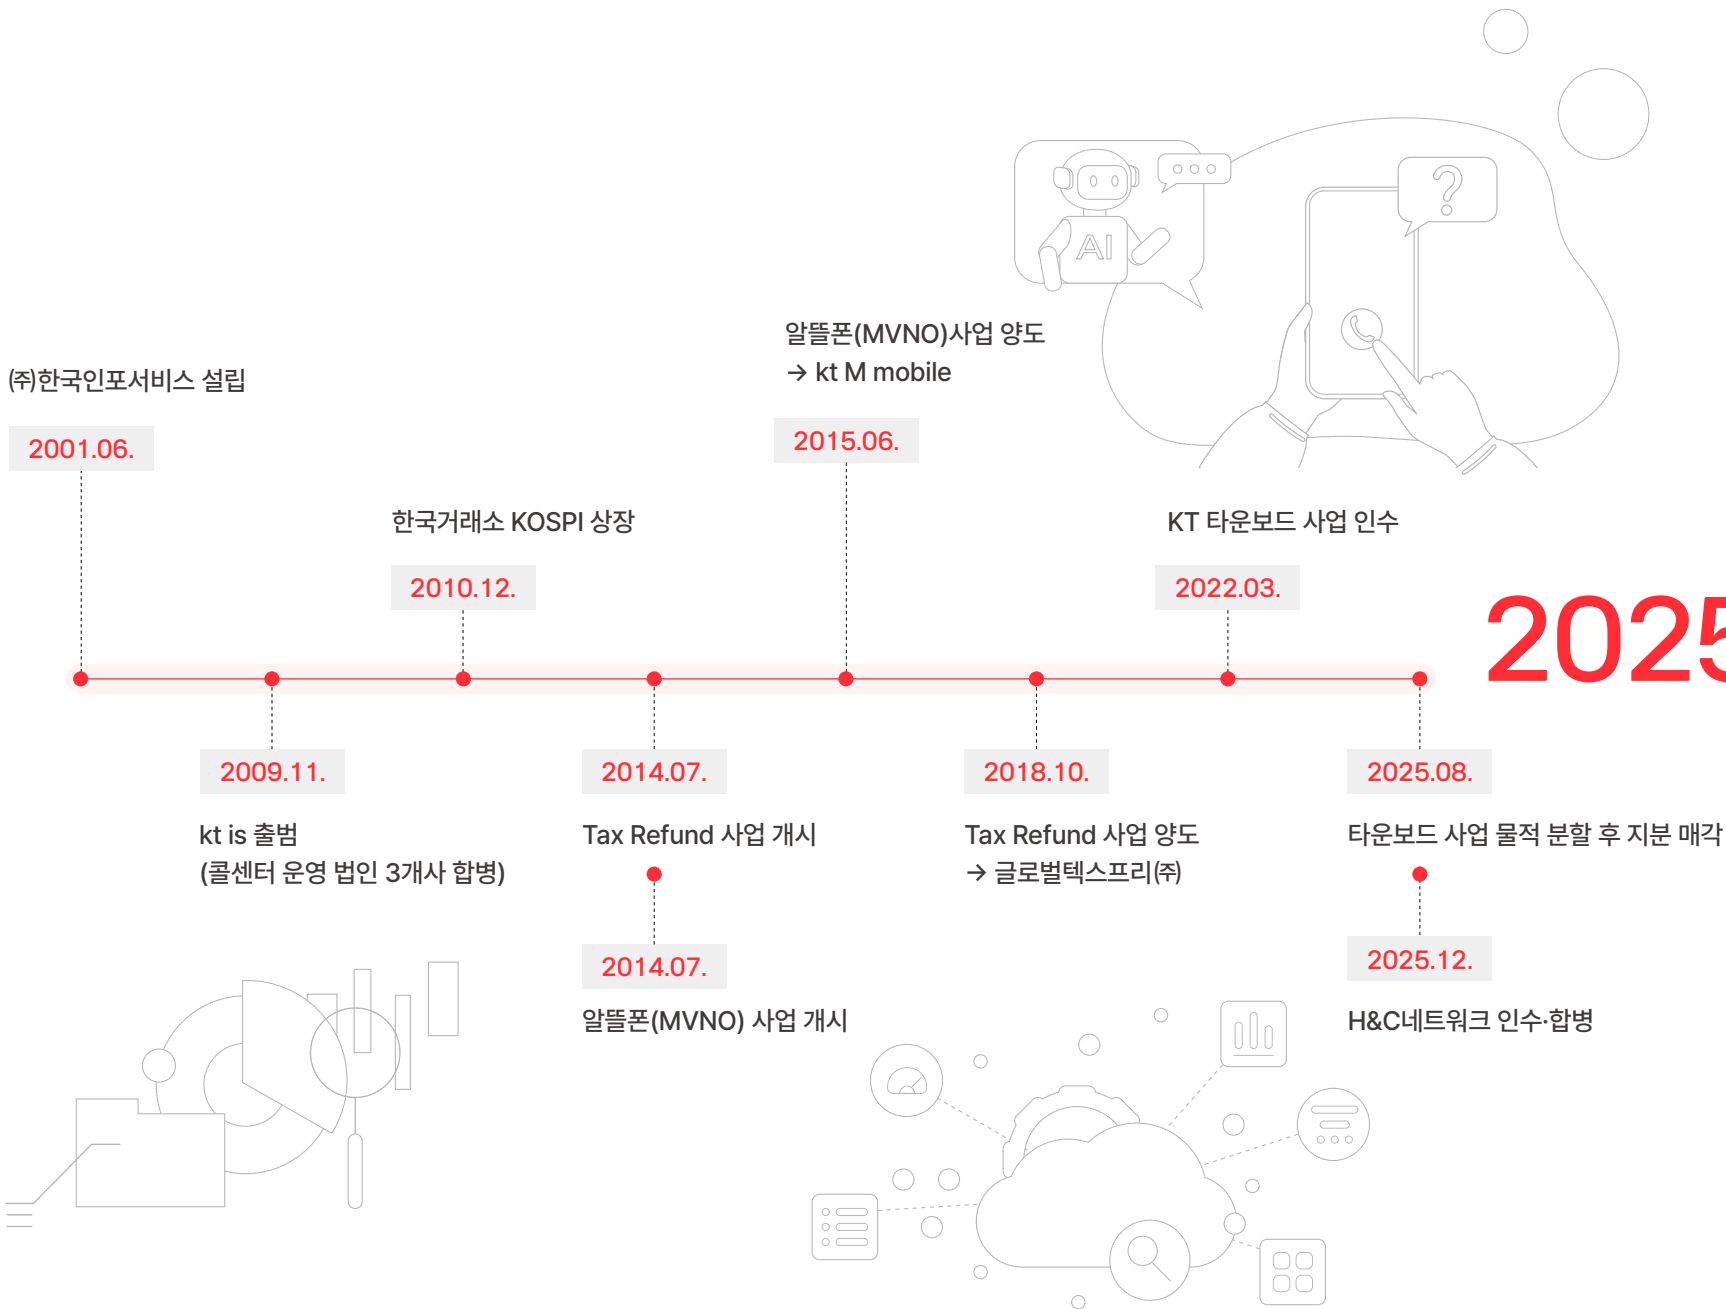 (주)한국인포서비스 설립
2001.06.
2009.11.
kt is 출범
(콜센터 운영 법인 3개사 합병)
한국거래소 KOSPI 상장
2010.12.
2014.07.
Tax Refund 사업 개시
2014.07.
알뜰폰(MVNO) 사업 개시
알뜰폰(MVNO)사업 양도
→ kt M mobile
2015.06.
2018.10.
Tax Refund 사업 양도
→ 글로벌텍스프리㈜
KT 타운보드 사업 인수
2022.03.
2025.08.
타운보드 사업 물적 분할 후 지분 매각
2025.12.
H&C네트워크 인수·합병
2025
AI
?